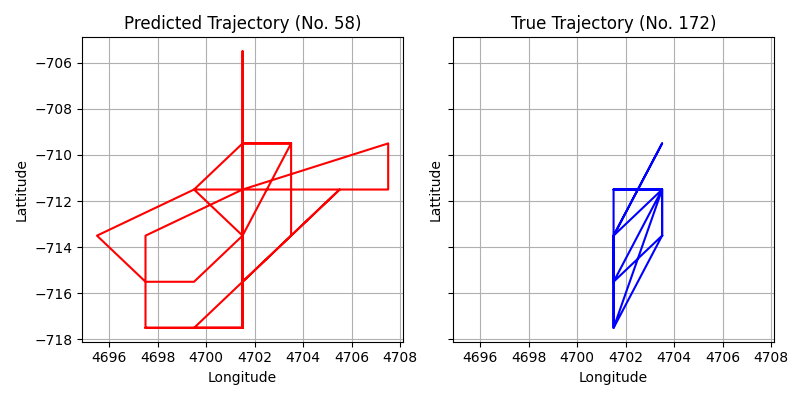 Predicted Trajectory (No. 58)
True Trajectory (No. 172)
−706
−708
−710
−712
−714
−716
−718
Lattitude
Lattitude
4696 4698 4700 4702 4704 4706 4708
4696 4698 4700 4702 4704 4706 4708
Longitude
Longitude